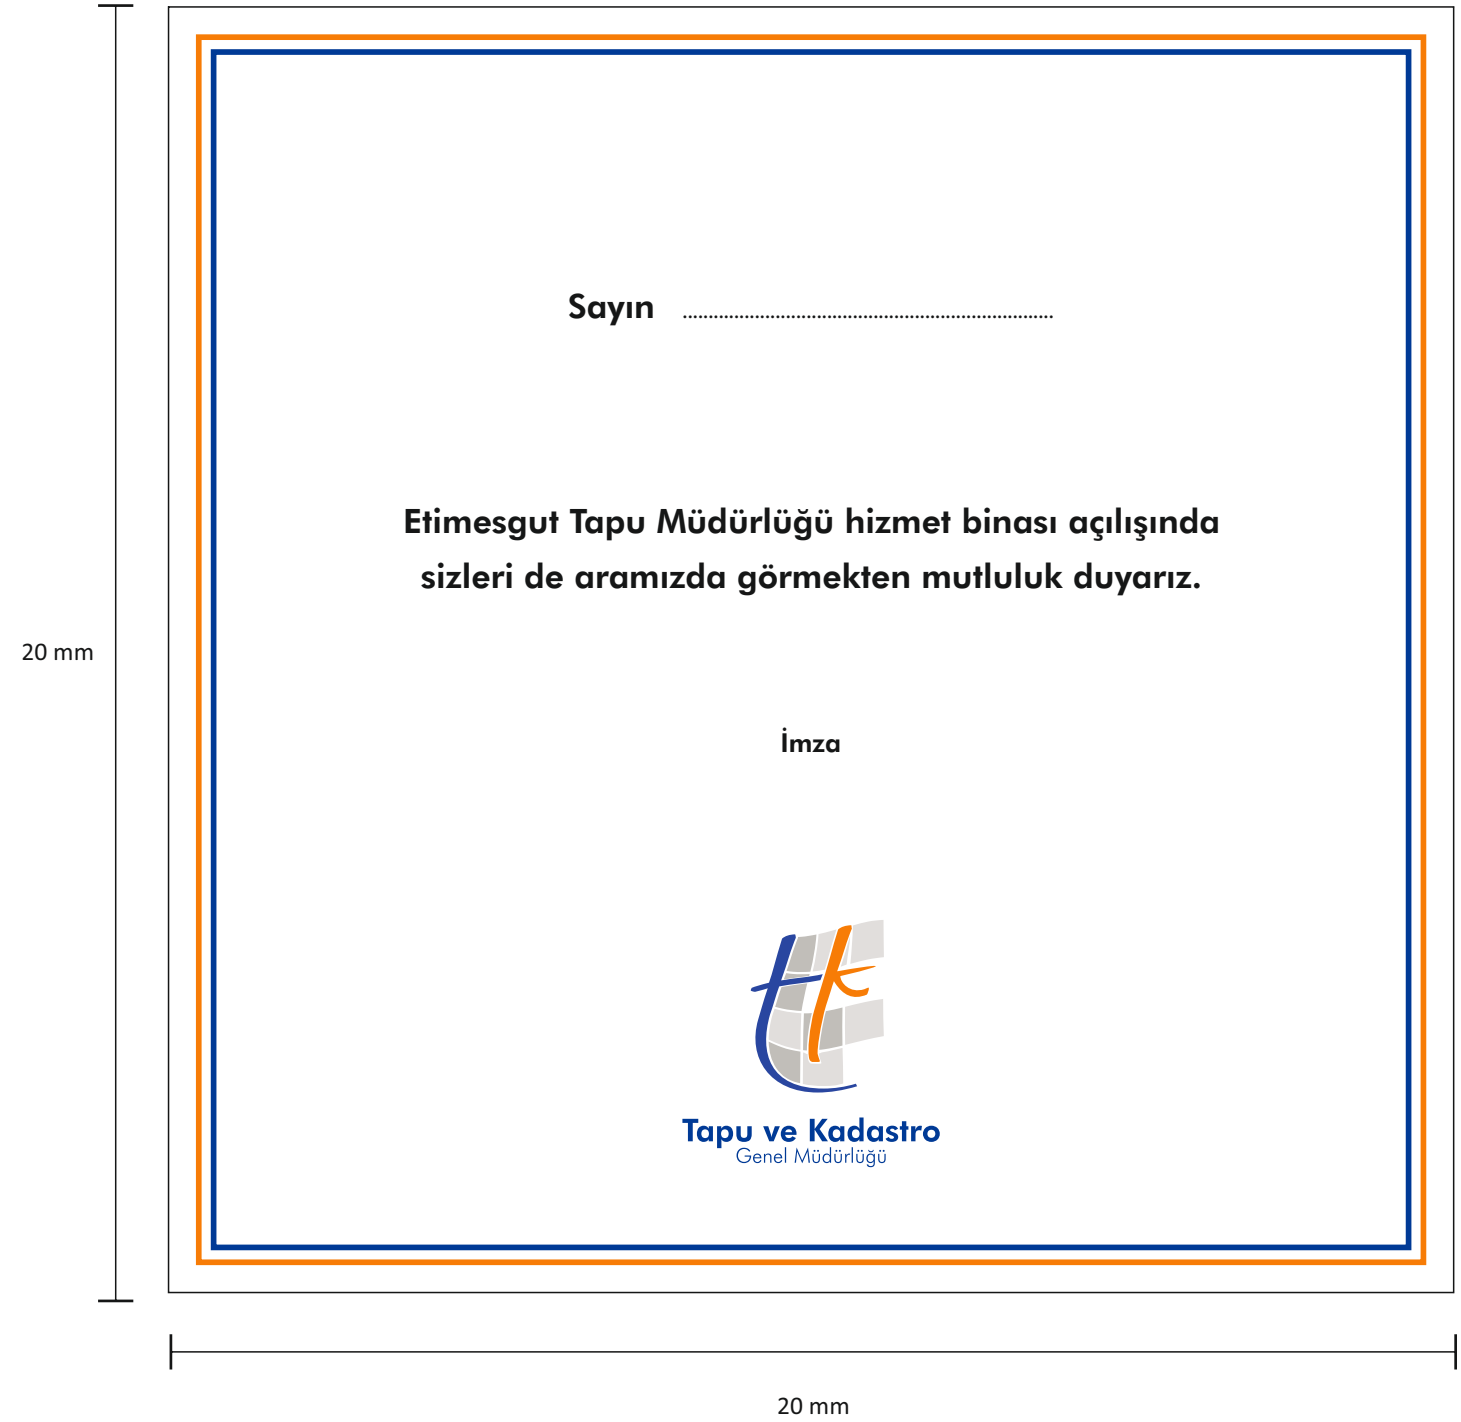 Sayın ........................................................................
Etimesgut Tapu Müdürlüğü hizmet binası açılışında
sizleri de aramızda görmekten mutluluk duyarız.
20 mm
İmza
Tapu ve Kadastro
Genel Müdürlüğü
20 mm